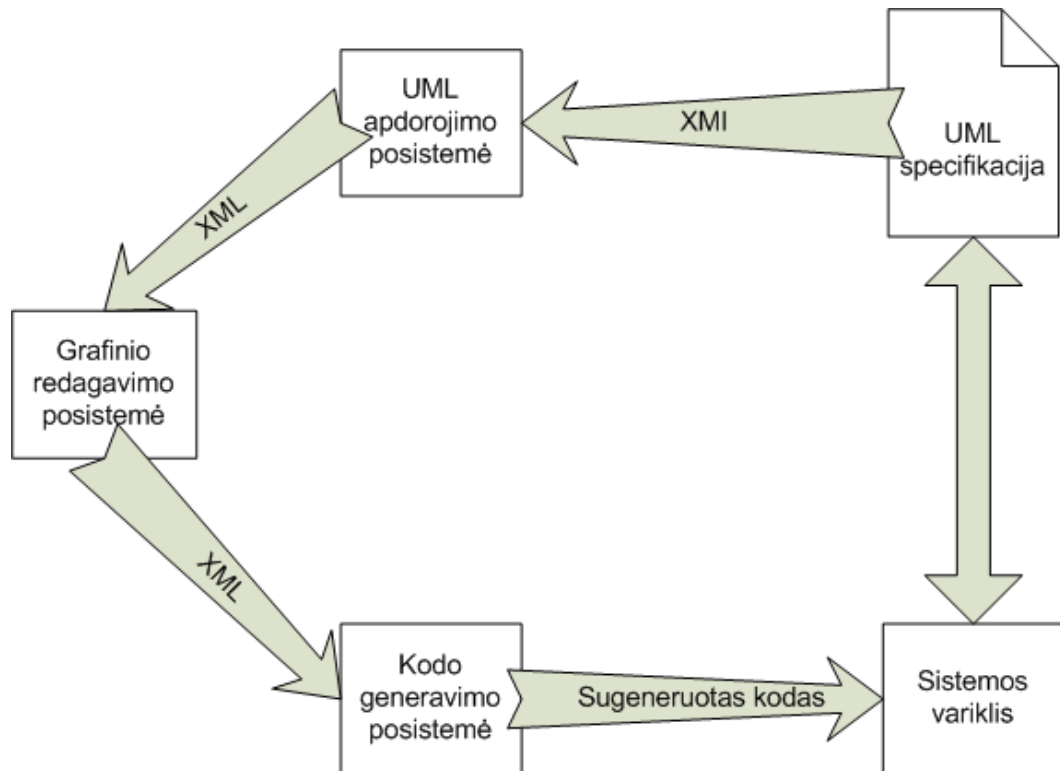 UML
apdorojimo
posistemė
XMI
UML
specifikacija
XML
Grafinio
redagavimo
posistemė
XML
Kodo
generavimo
posistemė
Sugeneruotas kodas
Sistemos
variklis